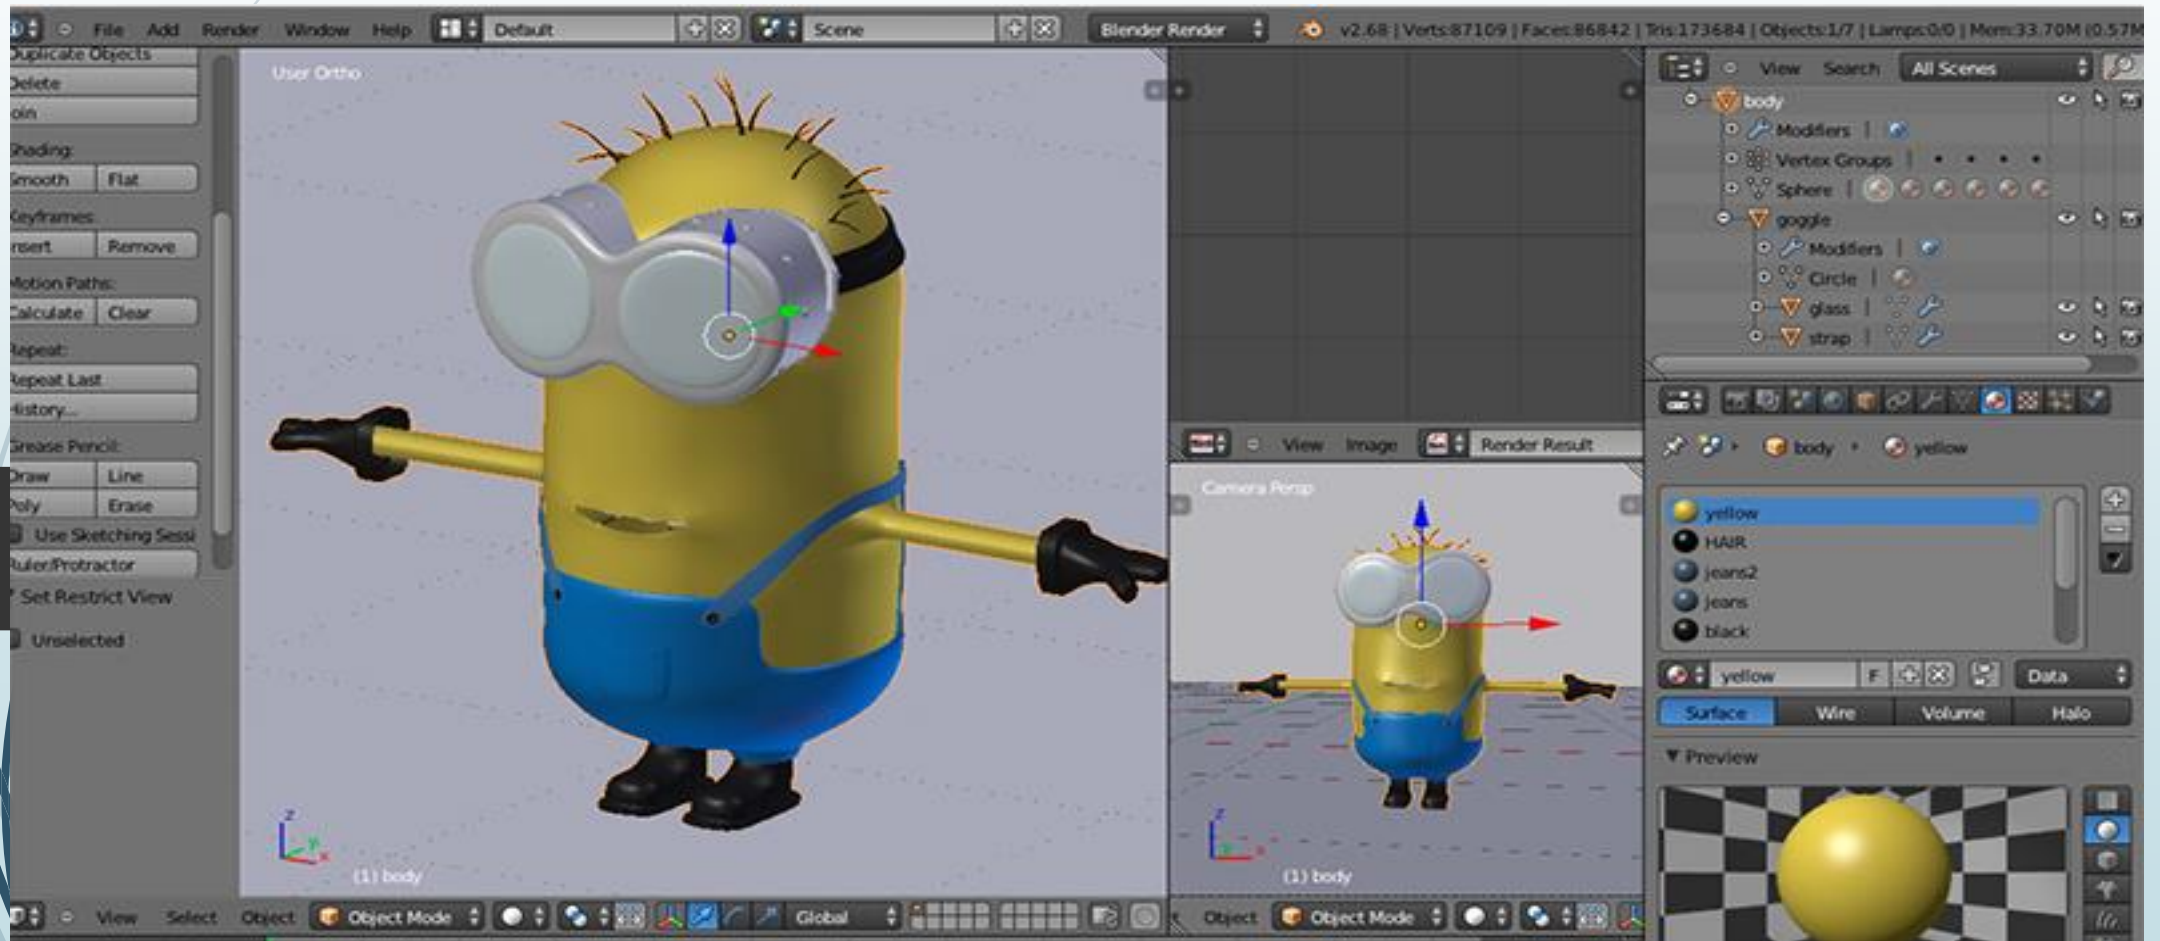 File Add Render Window Help Default Scene Blender Render v2.68 | Verts:87109 | Faces:86842 | Tris:173684 | Objects:1/7 | Lamps:0/0 | Mem:33.70M (0.57M
Duplicate Objects
Delete
oin
Shading:
Smooth Flat
Keyframes:
nsert Remove
Motion Paths:
Calculate Clear
Repeat:
Repeat Last
History...
Grease Pencil:
Draw Line
Poly Erase
Use Sketching Sessi
Ruler/Protractor
Set Restrict View
Unselected
User Ortho
(1) body
View Select Object Object Mode Global
View Image Render Result
Camera Persp
(1) body
Object Object Mode
View Search All Scenes
body
Modifiers |
Vertex Groups |
Sphere |
goggle
Modifiers |
Circle |
glass |
strap |
body yellow
yellow
HAIR
jeans2
jeans
black
yellow F Data
Surface Wire Volume Halo
Preview